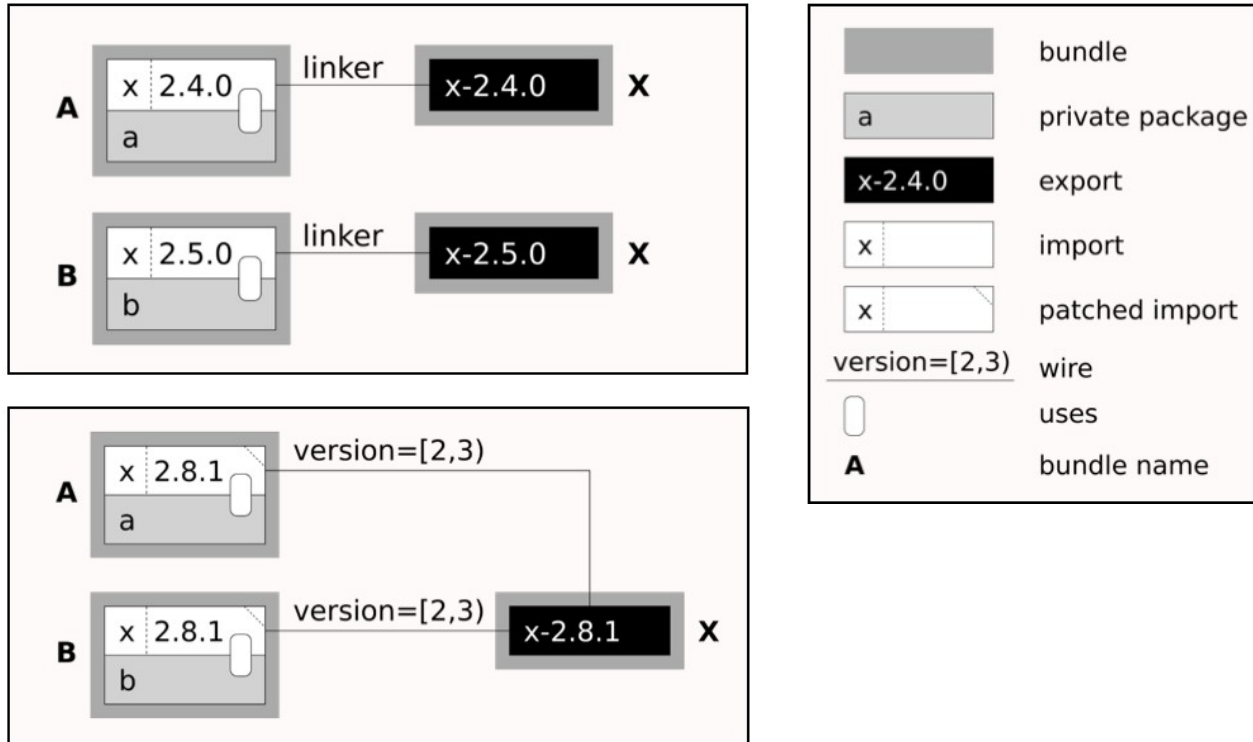 linker
x 2.4.0
x-2.4.0
X
A
a
linker
x 2.5.0
x-2.5.0
X
B
b
version=[2,3)
x 2.8.1
A
a
version=[2,3)
x 2.8.1
x-2.8.1
X
B
b
bundle
a private package
x-2.4.0 export
x import
x patched import
version=[2,3) wire
uses
A bundle name